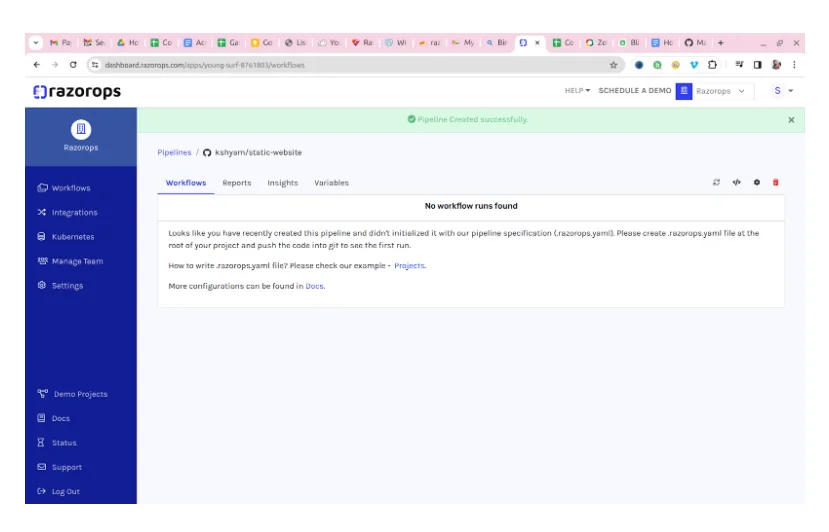 Pa
Se
Ho
Co
Ac
Ga
Co
Lis
Yo
Ra
Wi
raz
My
Bir
Co
Zo
Bli
Ho
Ma
dashboard.razorops.com/apps/young-surf-8761803/workflows
razorops
HELP
SCHEDULE A DEMO
Razorops
S
Razorops
Pipeline Created successfully.
Pipelines / kshyam/static-website
Workflows
Reports
Insights
Variables
No workflow runs found
Looks like you have recently created this pipeline and didn't initialized it with our pipeline specification (.razorops.yaml). Please create .razorops.yaml file at the
root of your project and push the code into git to see the first run.
How to write .razorops.yaml file? Please check our example - Projects.
More configurations can be found in Docs.
Workflows
Integrations
Kubernetes
Manage Team
Settings
Demo Projects
Docs
Status
Support
Log Out